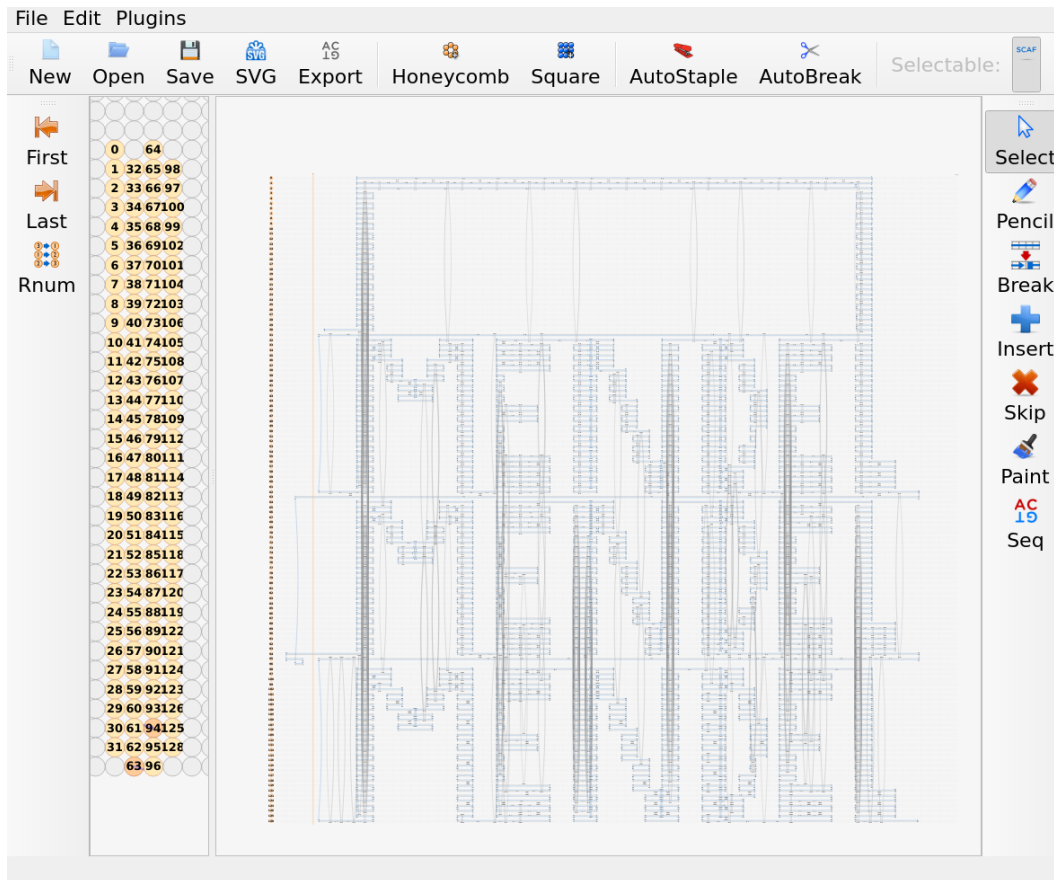 File Edit Plugins
New Open Save SVG Export Honeycomb Square AutoStaple AutoBreak Selectable: SCAF
First
Last
Rnum
0 64
1 32 65 98
2 33 66 97
3 34 67 100
4 35 68 99
5 36 69 102
6 37 70 101
7 38 71 104
8 39 72 103
9 40 73 106
10 41 74 105
11 42 75 108
12 43 76 107
13 44 77 110
14 45 78 109
15 46 79 112
16 47 80 111
17 48 81 114
18 49 82 113
19 50 83 116
20 51 84 115
21 52 85 118
22 53 86 117
23 54 87 120
24 55 88 119
25 56 89 122
26 57 90 121
27 58 91 124
28 59 92 123
29 60 93 126
30 61 94 125
31 62 95 128
63 96
Select
Pencil
Break
Insert
Skip
Paint
Seq